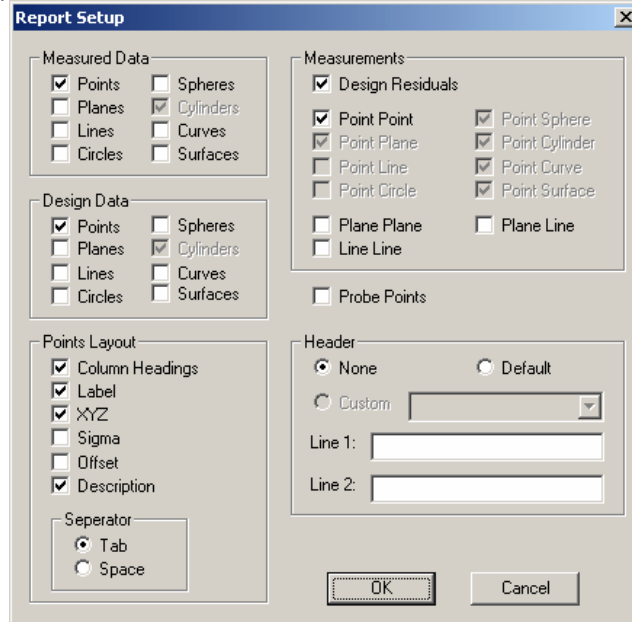 Report Setup
Measured Data
Points Spheres
Planes Cylinders
Lines Curves
Circles Surfaces
Design Data
Points Spheres
Planes Cylinders
Lines Curves
Circles Surfaces
Points Layout
Column Headings
Label
XYZ
Sigma
Offset
Description
Seperator
Tab
Space
Measurements
Design Residuals
Point Point Point Sphere
Point Plane Point Cylinder
Point Line Point Curve
Point Circle Point Surface
Plane Plane Plane Line
Line Line
Probe Points
Header
None Default
Custom
Line 1:
Line 2:
OK Cancel